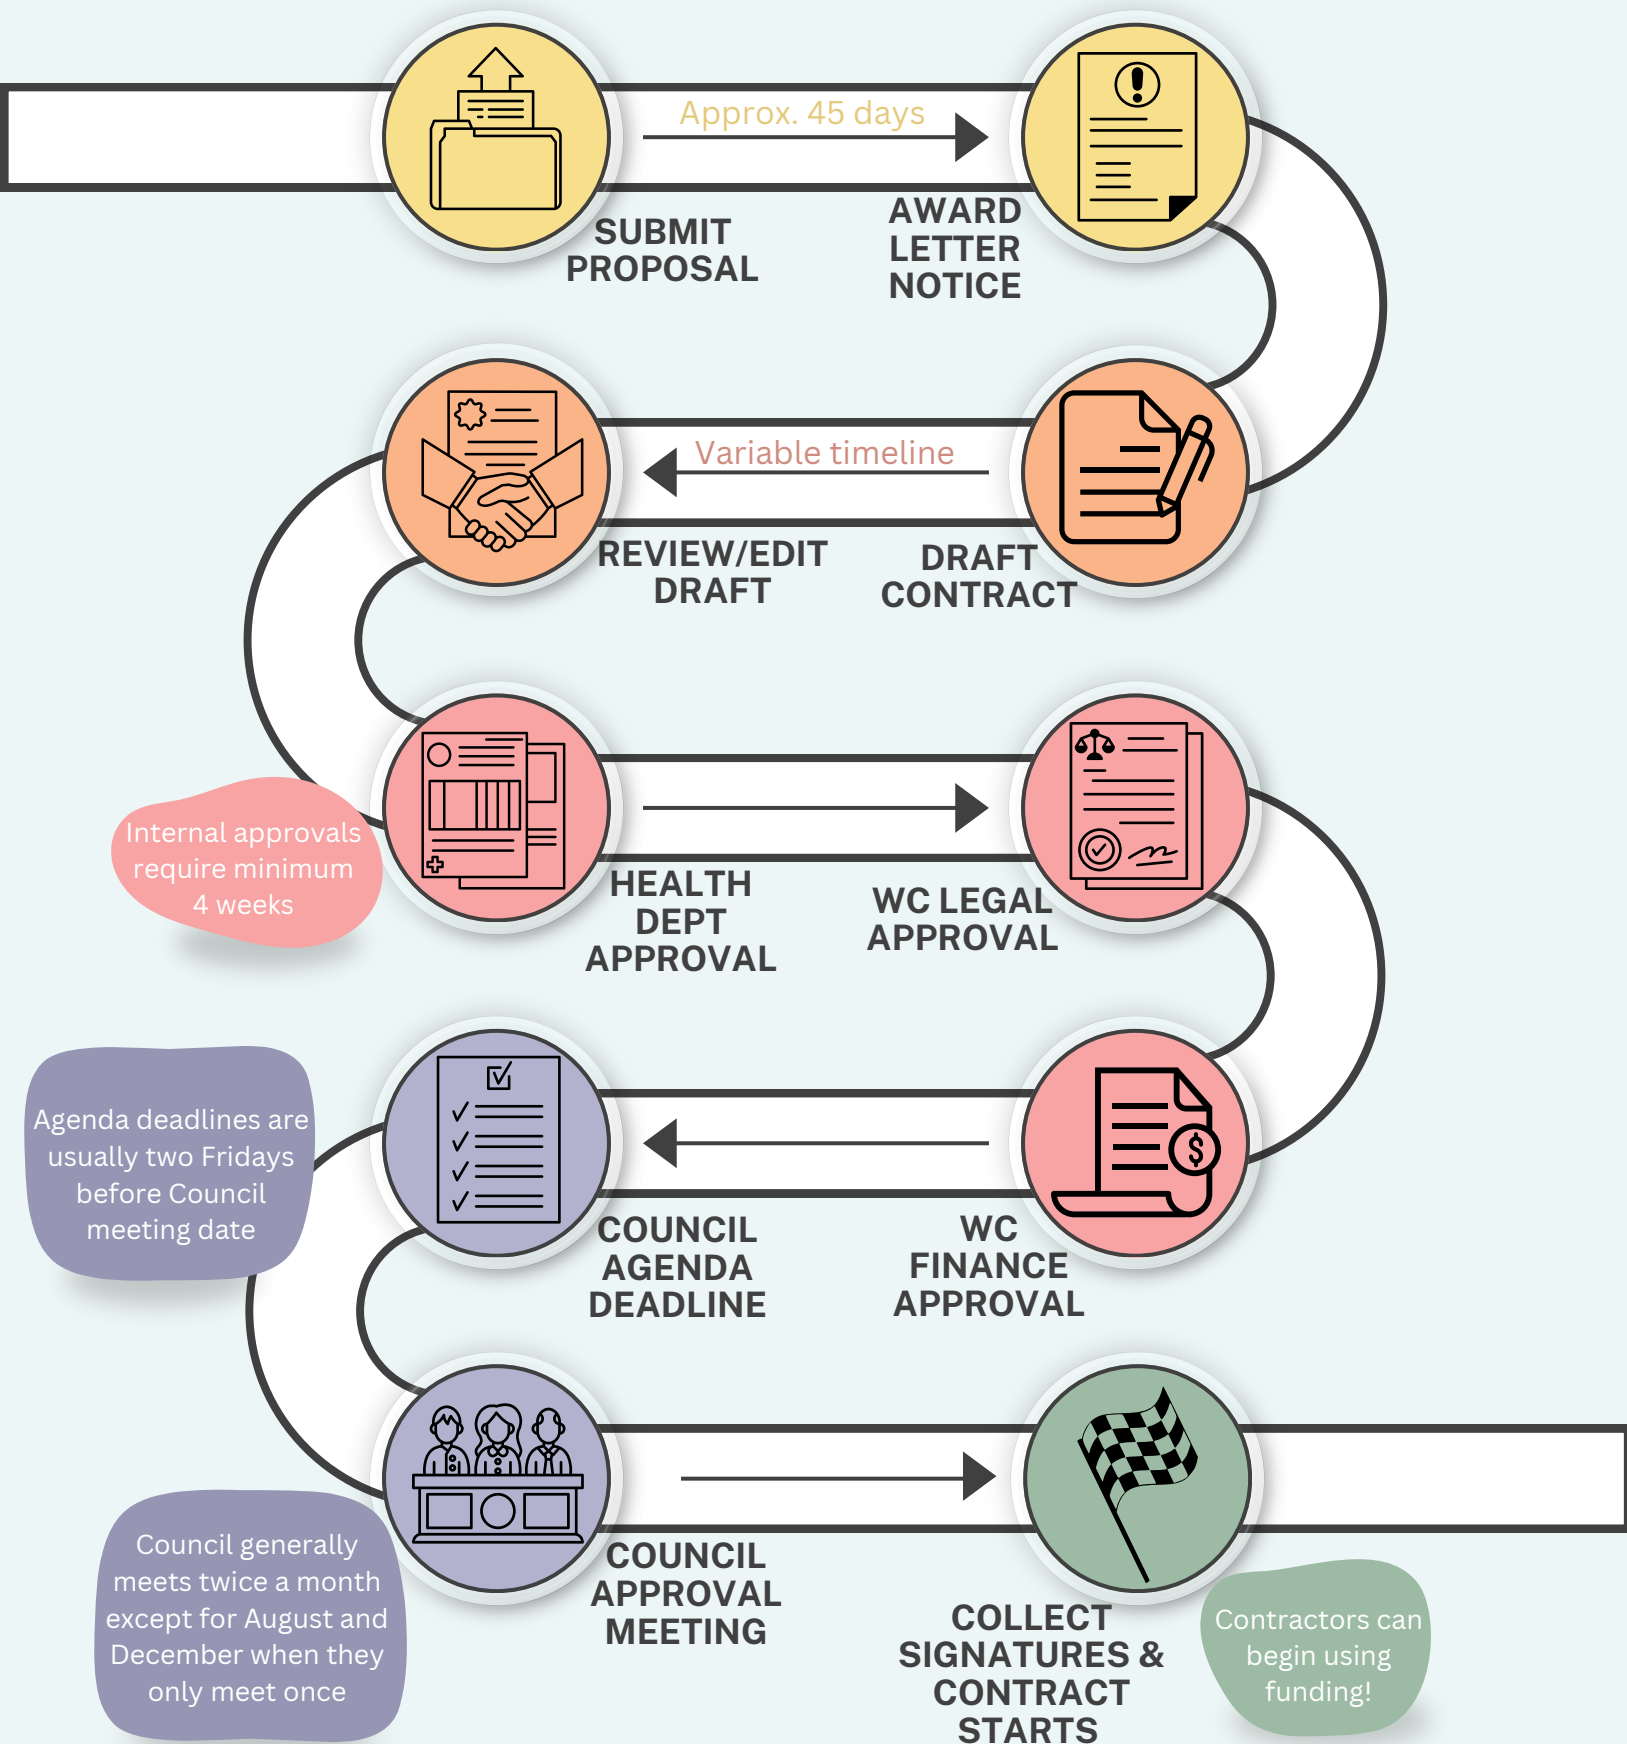 Approx. 45 days
SUBMIT
PROPOSAL
AWARD
LETTER
NOTICE
Variable timeline
DRAFT
CONTRACT
REVIEW/EDIT
DRAFT
Internal approvals
require minimum
4 weeks
HEALTH
DEPT
APPROVAL
WC LEGAL
APPROVAL
WC
FINANCE
APPROVAL
$
Agenda deadlines are
usually two Fridays
before Council
meeting date
COUNCIL
AGENDA
DEADLINE
Council generally
meets twice a month
except for August and
December when they
only meet once
COUNCIL
APPROVAL
MEETING
COLLECT
SIGNATURES &
CONTRACT
STARTS
Contractors can
begin using
funding!